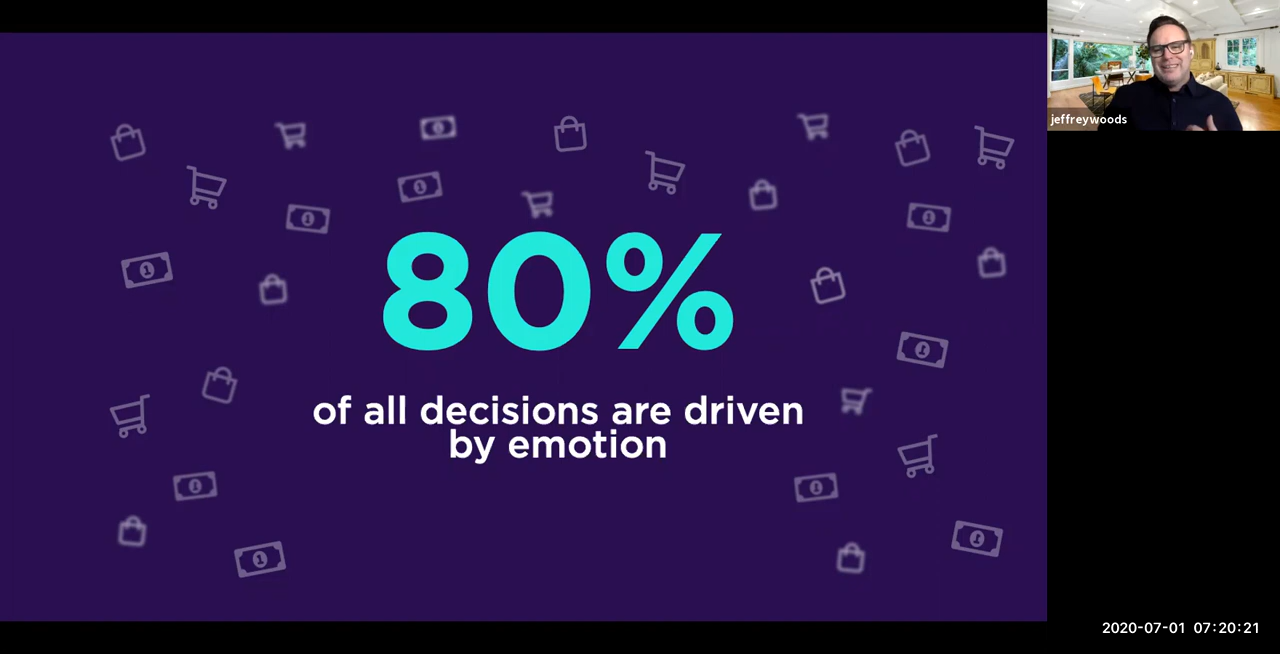 jeffreywoods
80%
of all decisions are driven
by emotion
2020-07-01 07:20:21